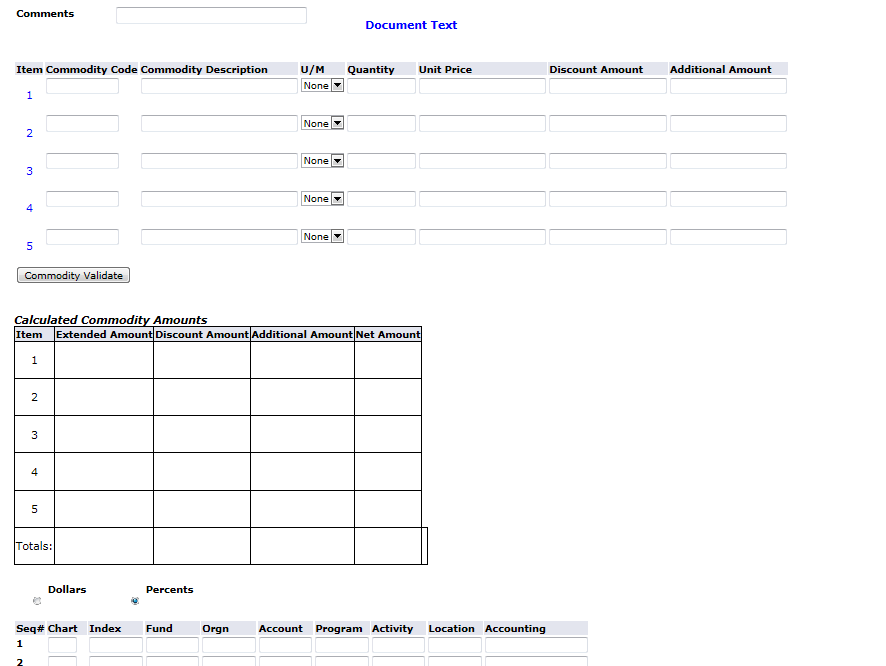 Comments
Document Text
Item Commodity Code Commodity Description U/M Quantity Unit Price Discount Amount Additional Amount
1 None
2 None
3 None
4 None
5 None
Commodity Validate
Calculated Commodity Amounts
Item Extended Amount Discount Amount Additional Amount Net Amount
1
2
3
4
5
Totals:
Dollars Percents
Seq# Chart Index Fund Orgn Account Program Activity Location Accounting
1
2